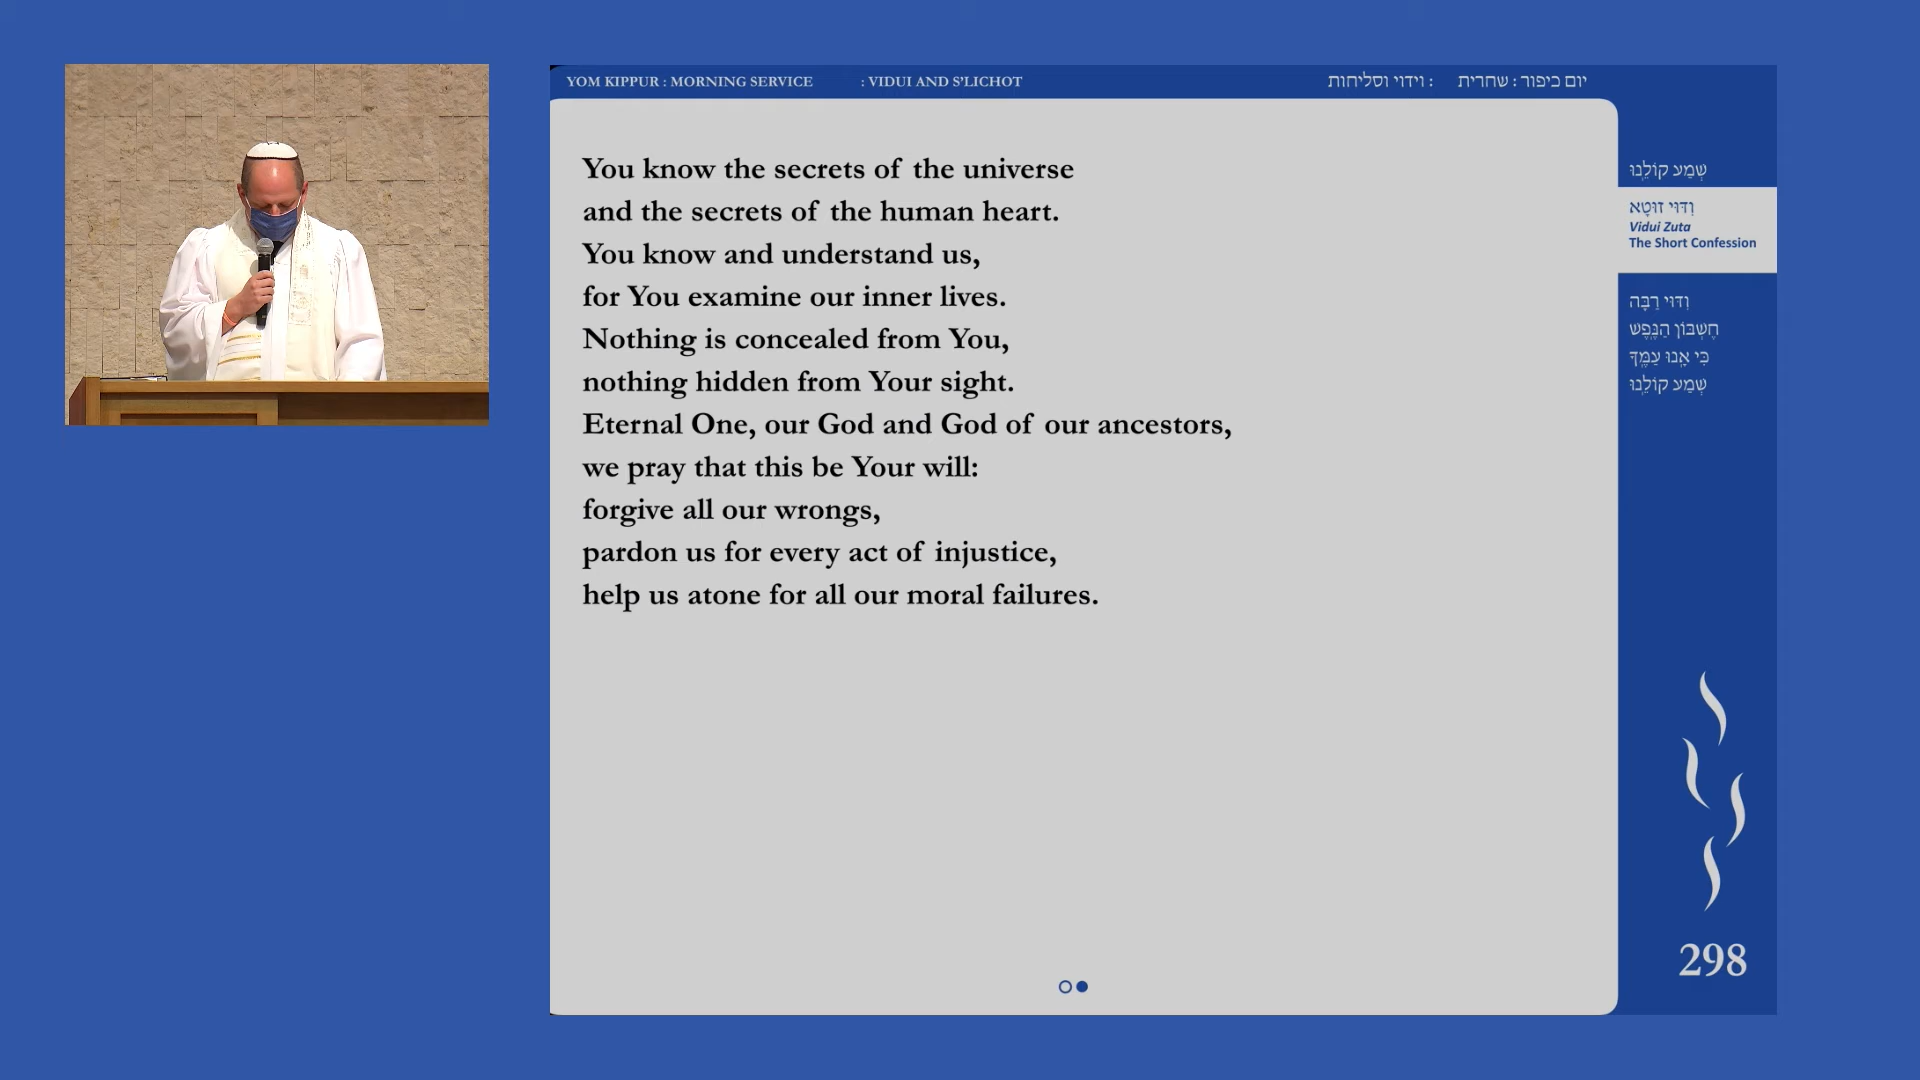 YOM KIPPUR : MORNING SERVICE : VIDUI AND S'LICHOT
יום כיפור : שחרית : וידוי וסליחות
You know the secrets of the universe
and the secrets of the human heart.
You know and understand us,
for You examine our inner lives.
Nothing is concealed from You,
nothing hidden from Your sight.
Eternal One, our God and God of our ancestors,
we pray that this be Your will:
forgive all our wrongs,
pardon us for every act of injustice,
help us atone for all our moral failures.
שְׁמַע קוֹלֵֽנוּ
וִדּוּי זוּטָא
Vidui Zuta
The Short Confession
וִדּוּי רַבָּה
חֶשְׁבּוֹן הַנֶּֽפֶשׁ
כִּי אָֽנוּ עַמֶּֽךָ
שְׁמַע קוֹלֵֽנוּ
298